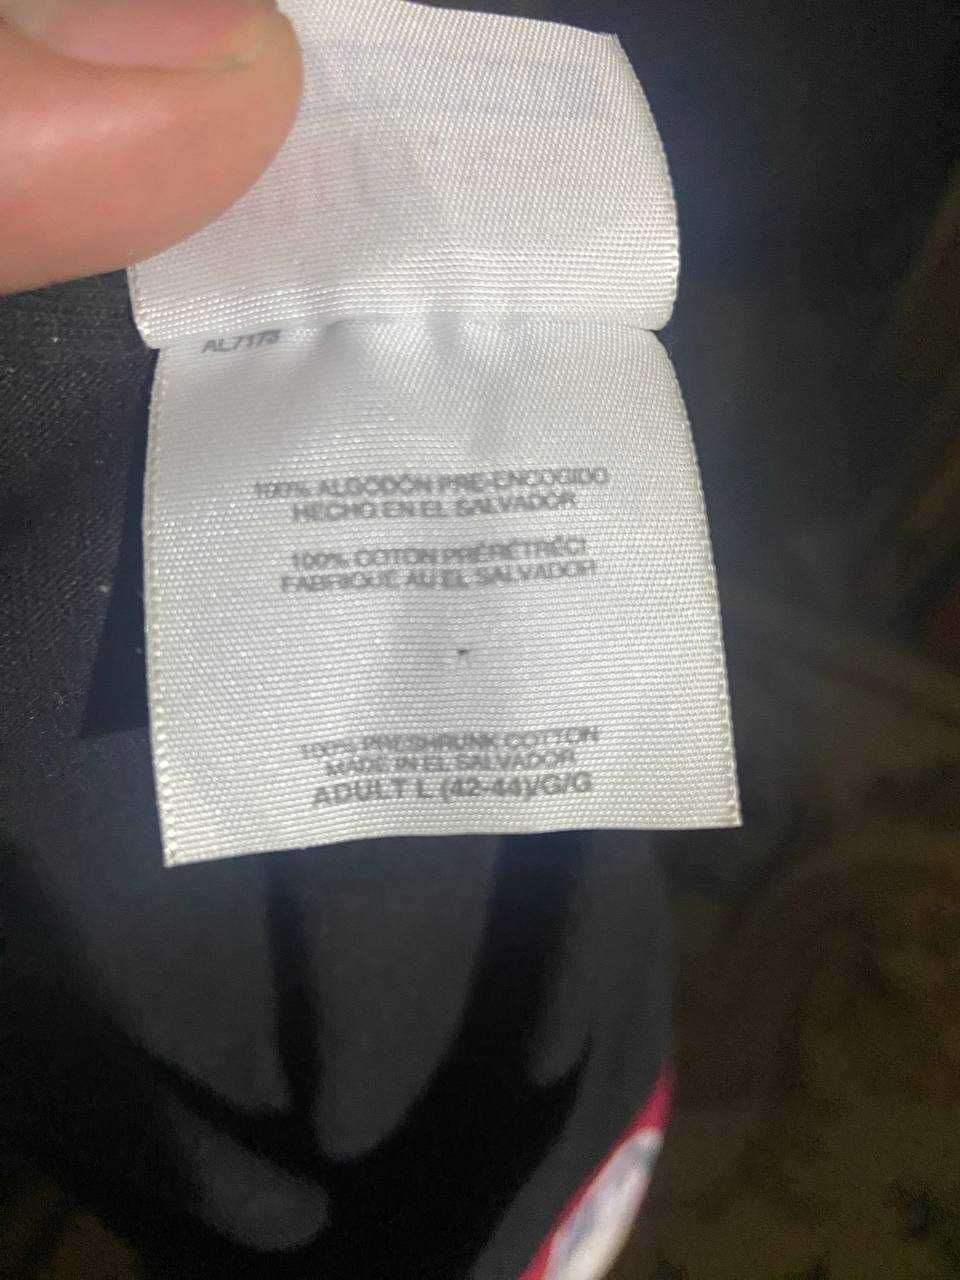 100% ALGODÓN PRE-ENCOGIDO
HECHO EN EL SALVADOR
100% COTON PRÉRÉTRÉCI
FABRIQUÉ AU EL SALVADOR
100% PRESHRUNK COTTON
MADE IN EL SALVADOR
ADULT L (42-44)/G/G